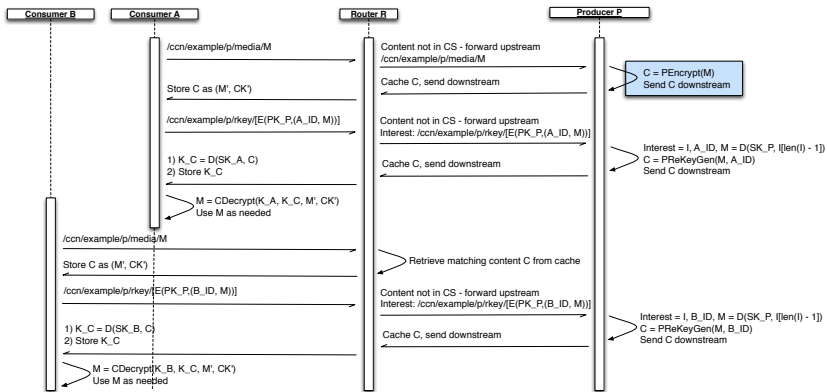 Consumer B
Consumer A
Router R
Producer P
/ccn/example/p/media/M
Content not in CS - forward upstream
/ccn/example/p/media/M
C = PEncrypt(M)
Send C downstream
Cache C, send downstream
Store C as (M', CK')
/ccn/example/p/rkey/[E(PK_P,(A_ID, M))]
Content not in CS - forward upstream
Interest: /ccn/example/p/rkey/[E(PK_P,(A_ID, M))]
Interest = I, A_ID, M = D(SK_P, I[len(I) - 1])
C = PReKeyGen(M, A_ID)
Send C downstream
1) K_C = D(SK_A, C)
2) Store K_C
Cache C, send downstream
M = CDecrypt(K_A, K_C, M', CK')
Use M as needed
/ccn/example/p/media/M
Retrieve matching content C from cache
Store C as (M', CK')
/ccn/example/p/rkey/[E(PK_P,(B_ID, M))]
Content not in CS - forward upstream
Interest: /ccn/example/p/rkey/[E(PK_P,(B_ID, M))]
Interest = I, B_ID, M = D(SK_P, I[len(I) - 1])
C = PReKeyGen(M, B_ID)
Send C downstream
1) K_C = D(SK_B, C)
2) Store K_C
Cache C, send downstream
M = CDecrypt(K_B, K_C, M', CK')
Use M as needed